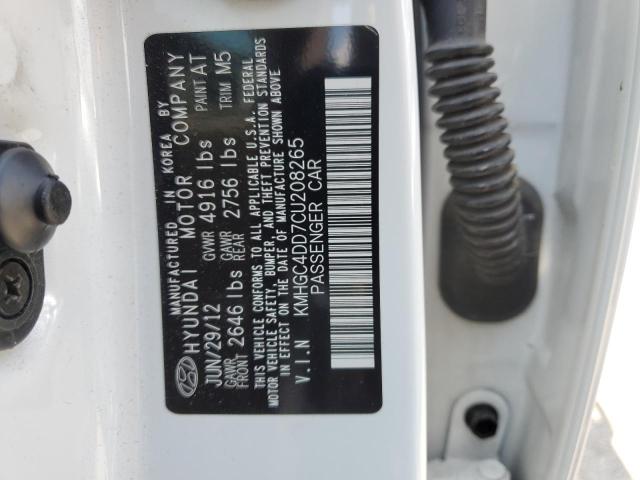 MANUFACTURED IN KOREA BY
HYUNDAI MOTOR COMPANY
JUN/29/12 GVWR 4916 lbs PAINT AT
GAWR FRONT 2646 lbs GAWR REAR 2756 lbs TRIM M5
THIS VEHICLE CONFORMS TO ALL APPLICABLE U.S.A. FEDERAL
MOTOR VEHICLE SAFETY, BUMPER, AND THEFT PREVENTION STANDARDS
IN EFFECT ON THE DATE OF MANUFACTURE SHOWN ABOVE
V.I.N KMHGC4DD7CU208265
PASSENGER CAR